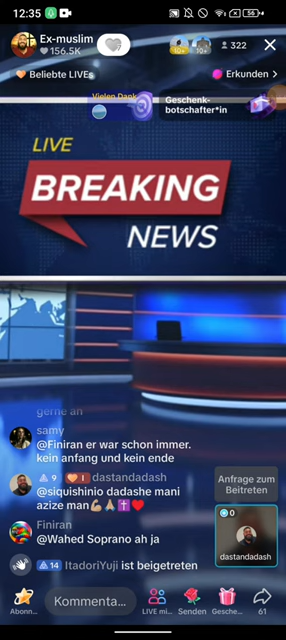 12:35
56
Ex-muslim
156.5K
10+
10+
322
Beliebte LIVEs
Erkunden >
Vielen Dank
Geschenk-
botschafter*in
LIVE
BREAKING
NEWS
gerne an
samy
@Finiran er war schon immer.
kein anfang und kein ende
9
I
dastandadash
@siquishinio dadashe mani
azize man💪🏽🙏🏽✝️❤️
Anfrage zum
Beitreten
0
dastandadash
Finiran
@Wahed Soprano ah ja
14
ItadoriYuji ist beigetreten
Abonn...
Kommenta...
LIVE mi...
Senden
Gesche...
61